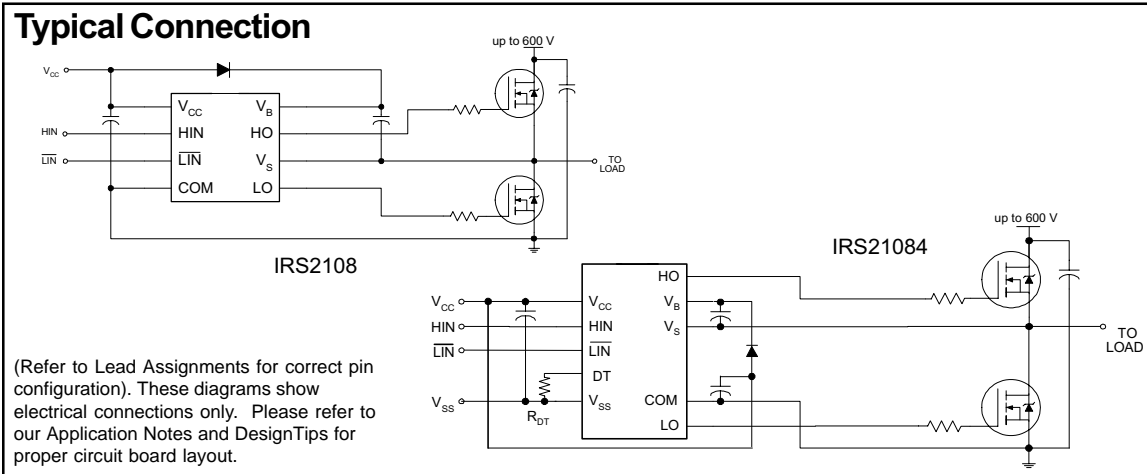 Typical Connection
up to 600 V
VCC
VCC
VB
HIN
HIN
HO
LIN
LIN
VS
TO
LOAD
COM
LO
IRS2108
up to 600 V
IRS21084
HO
VCC
VCC
VB
HIN
HIN
VS
TO
LOAD
LIN
LIN
DT
VSS
RDT
VSS
COM
LO
(Refer to Lead Assignments for correct pin
configuration). These diagrams show
electrical connections only. Please refer to
our Application Notes and DesignTips for
proper circuit board layout.